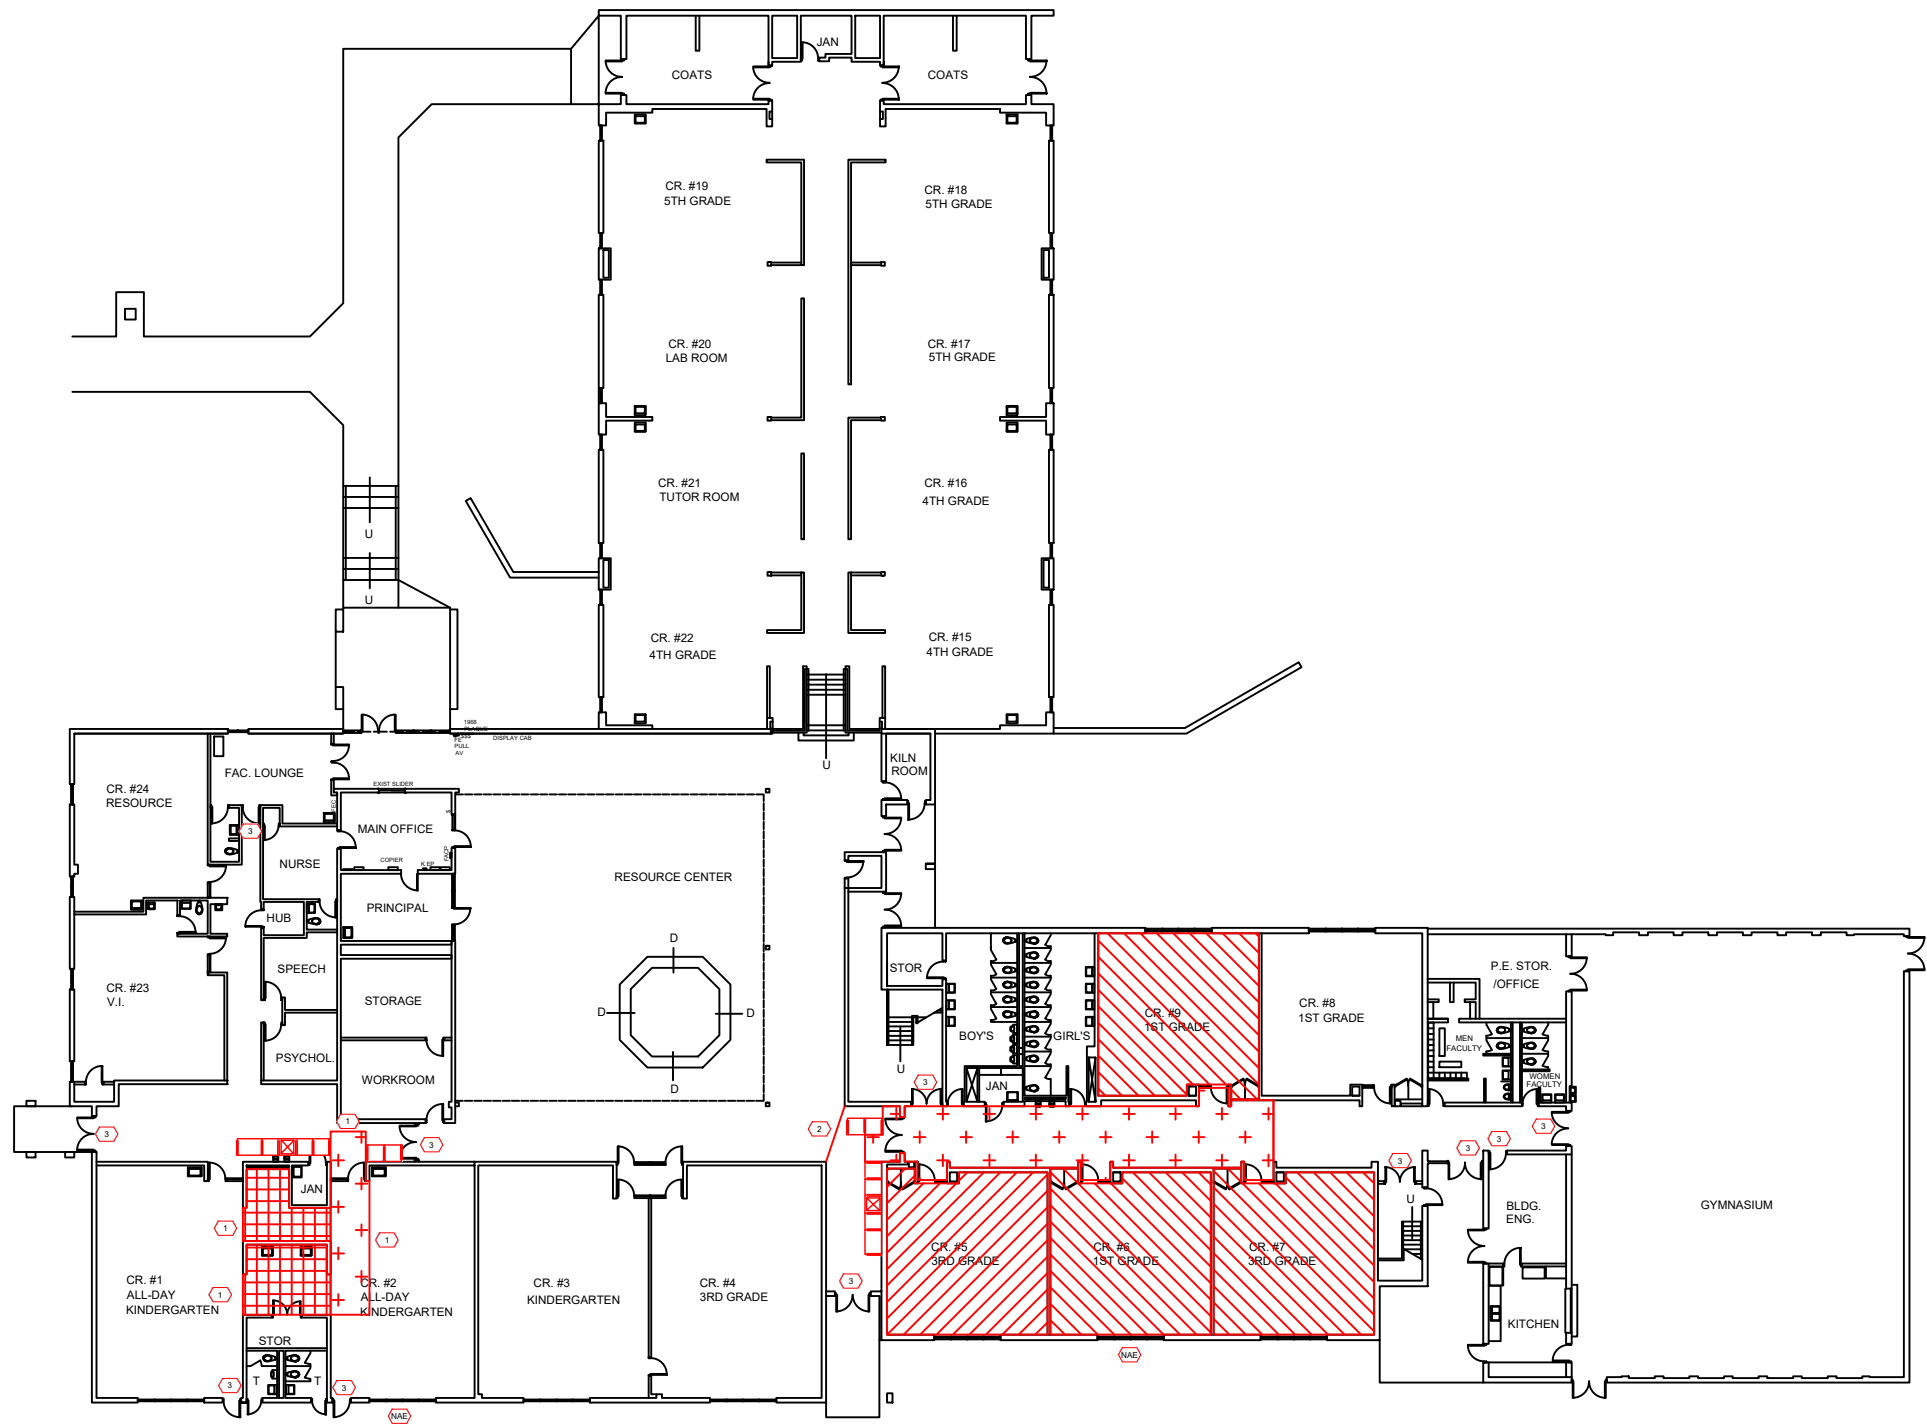 JAN
COATS
COATS
CR. #19
5TH GRADE
CR. #18
5TH GRADE
CR. #20
LAB ROOM
CR. #17
5TH GRADE
CR. #21
TUTOR ROOM
CR. #16
4TH GRADE
U
U
CR. #22
4TH GRADE
CR. #15
4TH GRADE
1968
DISPLAY CAB
PULL
AV
U
KILN
ROOM
FAC. LOUNGE
CR. #24
RESOURCE
EXIST SLIDER
FEC
S
MAIN OFFICE
3
COPIER
K EP
FACP
NURSE
RESOURCE CENTER
PRINCIPAL
HUB
SPEECH
CR. #23
V.I.
STORAGE
D
D
D
D
PSYCHOL.
WORKROOM
STOR
BOY'S
GIRL'S
U
JAN
CR. #9
1ST GRADE
CR. #8
1ST GRADE
P.E. STOR.
/OFFICE
MEN
FACULTY
WOMEN
FACULTY
3
3
1
3
2
3
3
3
3
JAN
1
1
1
CR. #1
ALL-DAY
KINDERGARTEN
CR. #2
ALL-DAY
KINDERGARTEN
CR. #3
KINDERGARTEN
CR. #4
3RD GRADE
3
CR. #5
3RD GRADE
CR. #6
1ST GRADE
CR. #7
3RD GRADE
U
BLDG.
ENG.
GYMNASIUM
KITCHEN
STOR
T
T
3
3
NAE
NAE